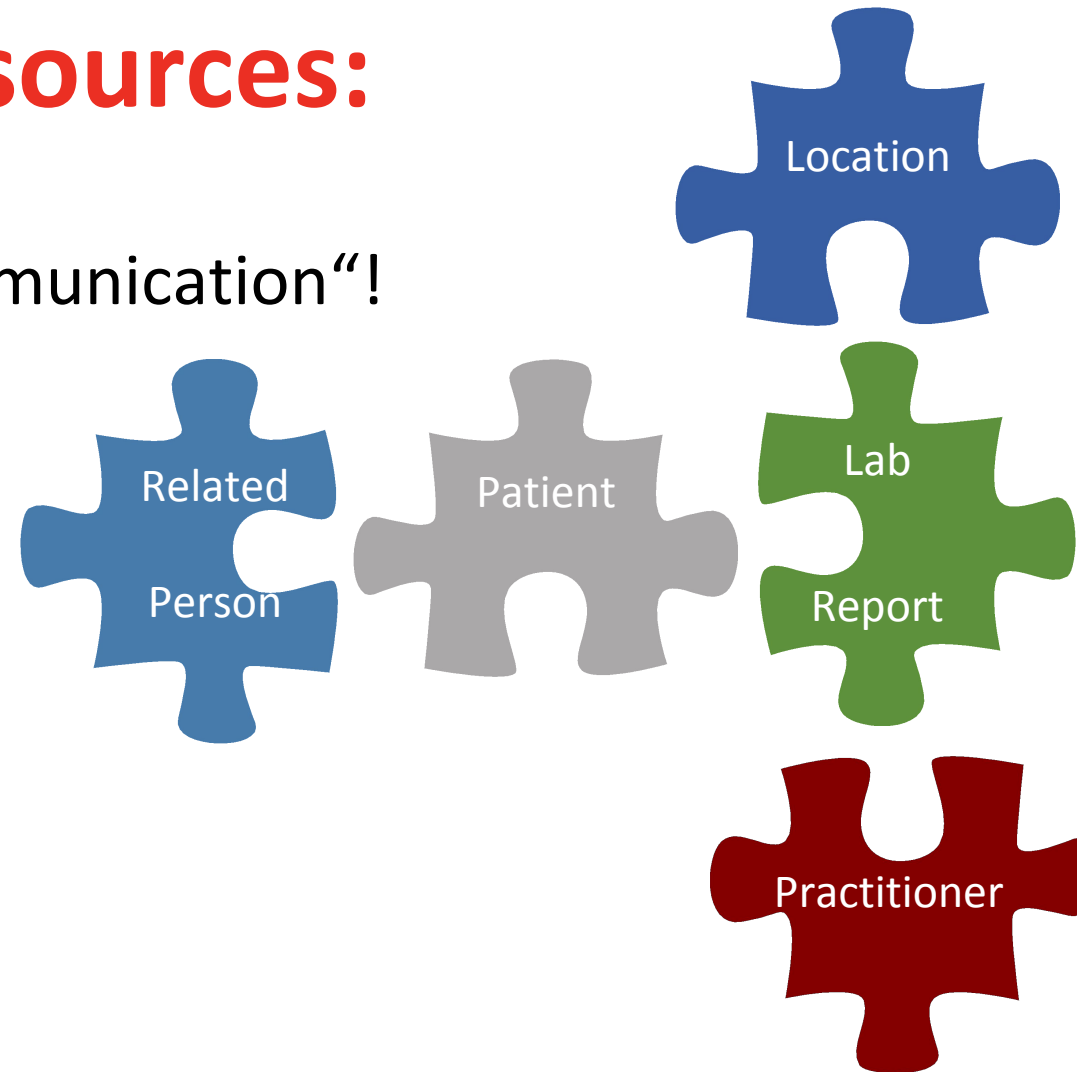 sources:
Location
munication“!
Related
Person
Patient
Lab
Report
Practitioner